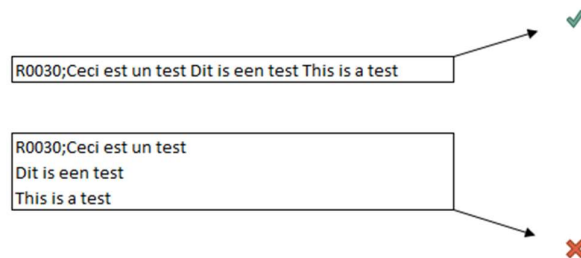 R0030;Ceci est un test Dit is een test This is a test
R0030;Ceci est un test
Dit is een test
This is a test